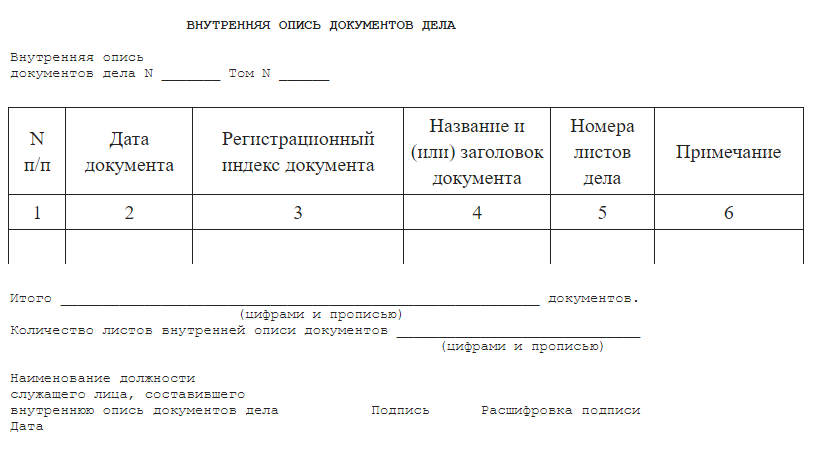 ВНУТРЕННЯЯ ОПИСЬ ДОКУМЕНТОВ ДЕЛА
Внутренняя опись
документов дела N _______ Том N ______
N п/п | Дата документа | Регистрационный индекс документа | Название и (или) заголовок документа | Номера листов дела | Примечание
1 | 2 | 3 | 4 | 5 | 6
Итого _________________________________________________________ документов.
(цифрами и прописью)
Количество листов внутренней описи документов _____________________________
(цифрами и прописью)
Наименование должности
служащего лица, составившего
внутреннюю опись документов дела Подпись Расшифровка подписи
Дата